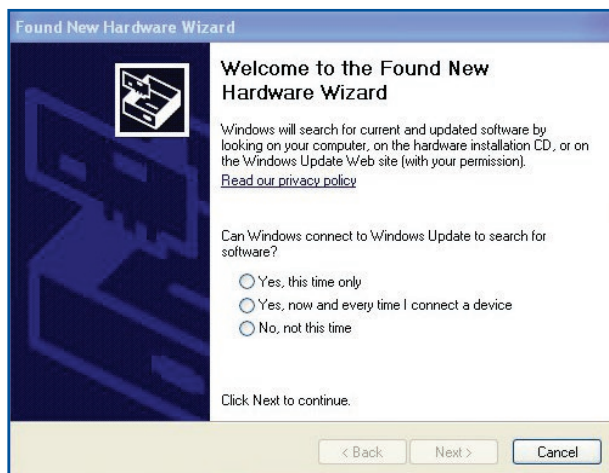 Found New Hardware Wizard
Welcome to the Found New
Hardware Wizard
Windows will search for current and updated software by
looking on your computer, on the hardware installation CD, or on
the Windows Update Web site (with your permission).
Read our privacy policy
Can Windows connect to Windows Update to search for
software?
Yes, this time only
Yes, now and every time I connect a device
No, not this time
Click Next to continue.
< Back
Next >
Cancel